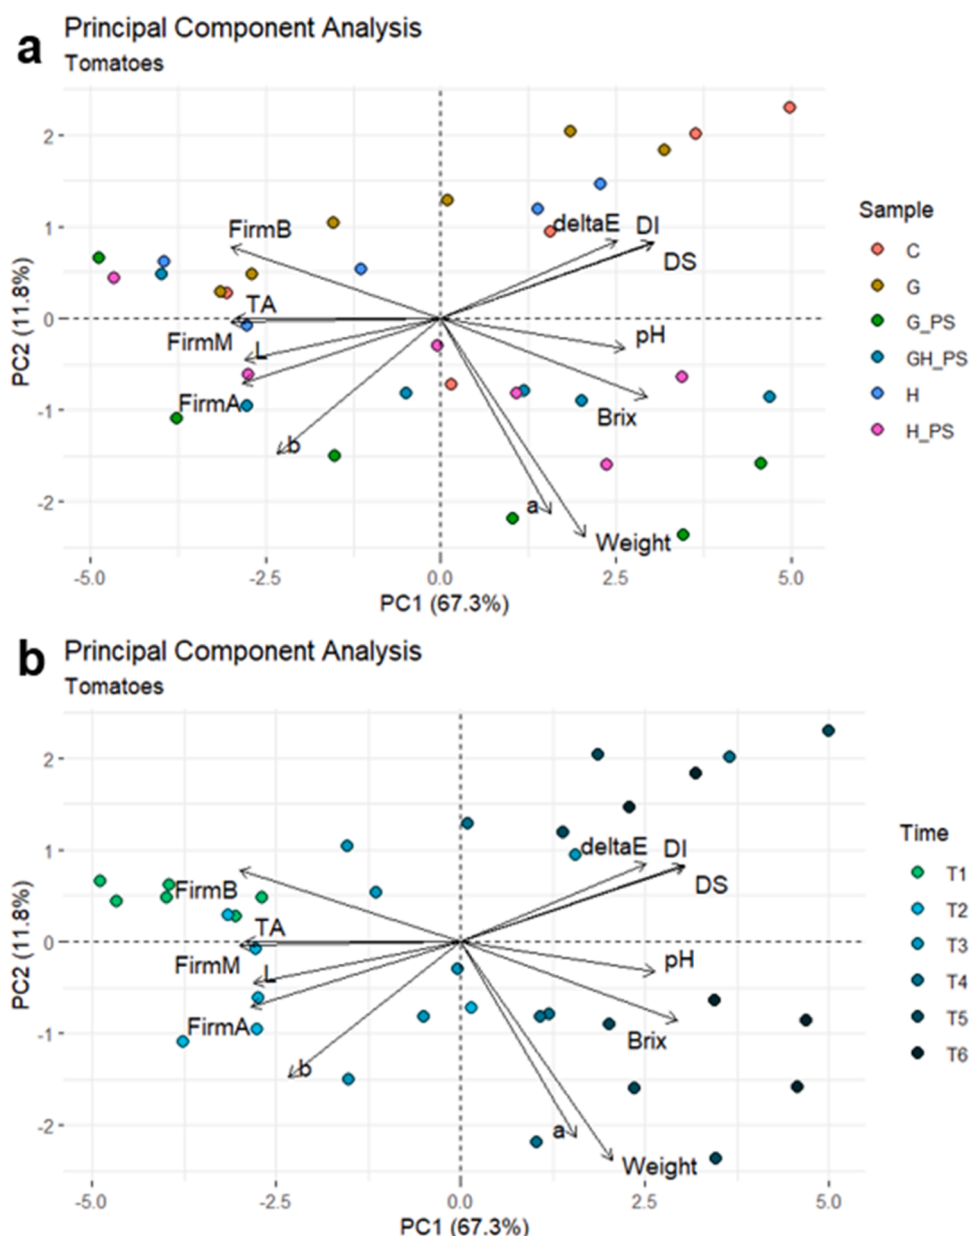 a
Principal Component Analysis
Tomatoes
PC2 (11.8%)
2
1
0
-1
-2
FirmB
TA
FirmM
L
FirmA
b
deltaE
DI
DS
pH
Brix
a
Weight
-5.0
-2.5
0.0
2.5
5.0
PC1 (67.3%)
Sample
C
G
G_PS
GH_PS
H
H_PS
b
Principal Component Analysis
Tomatoes
PC2 (11.8%)
2
1
0
-1
-2
FirmB
TA
FirmM
L
FirmA
b
deltaE
DI
DS
pH
Brix
a
Weight
-5.0
-2.5
0.0
2.5
5.0
PC1 (67.3%)
Time
T1
T2
T3
T4
T5
T6